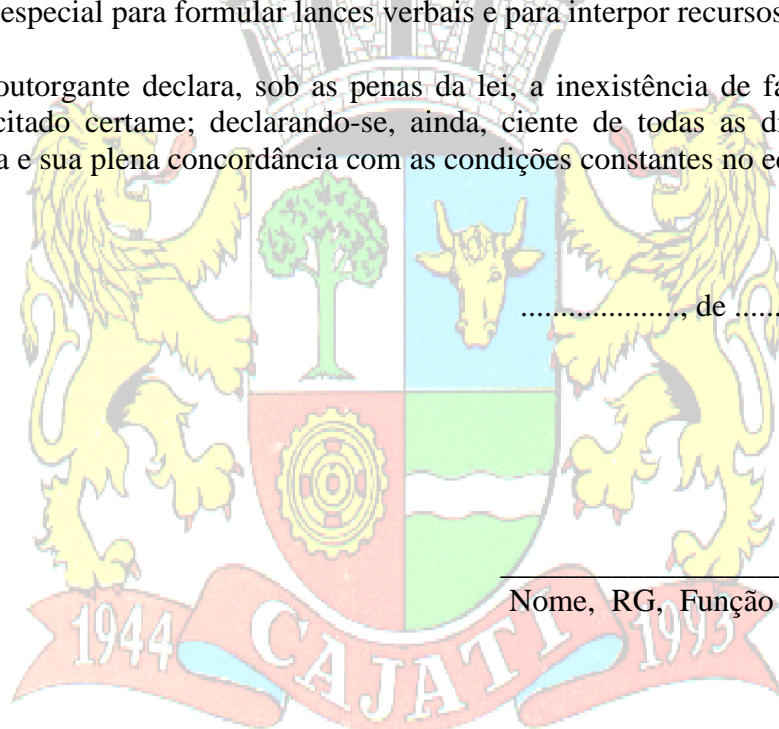 especial para formular lances verbais e para interpor recursos
outorgante declara, sob as penas da lei, a inexistência de fa
citado certame; declarando-se, ainda, ciente de todas as di
a e sua plena concordância com as condições constantes no e
...................., de ......
Nome, RG, Função
1944 CAJATI 1993